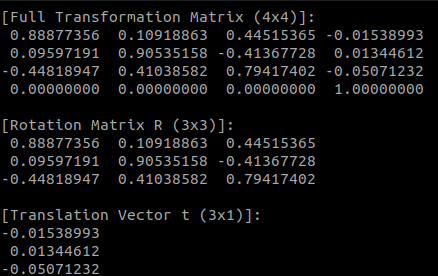 [Full Transformation Matrix (4x4)]:
 0.88877356  0.10918863  0.44515365 -0.01538993
 0.09597191  0.90535158 -0.41367728  0.01344612
-0.44818947  0.41038582  0.79417402 -0.05071232
 0.00000000  0.00000000  0.00000000  1.00000000
[Rotation Matrix R (3x3)]:
 0.88877356  0.10918863  0.44515365
 0.09597191  0.90535158 -0.41367728
-0.44818947  0.41038582  0.79417402
[Translation Vector t (3x1)]:
-0.01538993
 0.01344612
-0.05071232